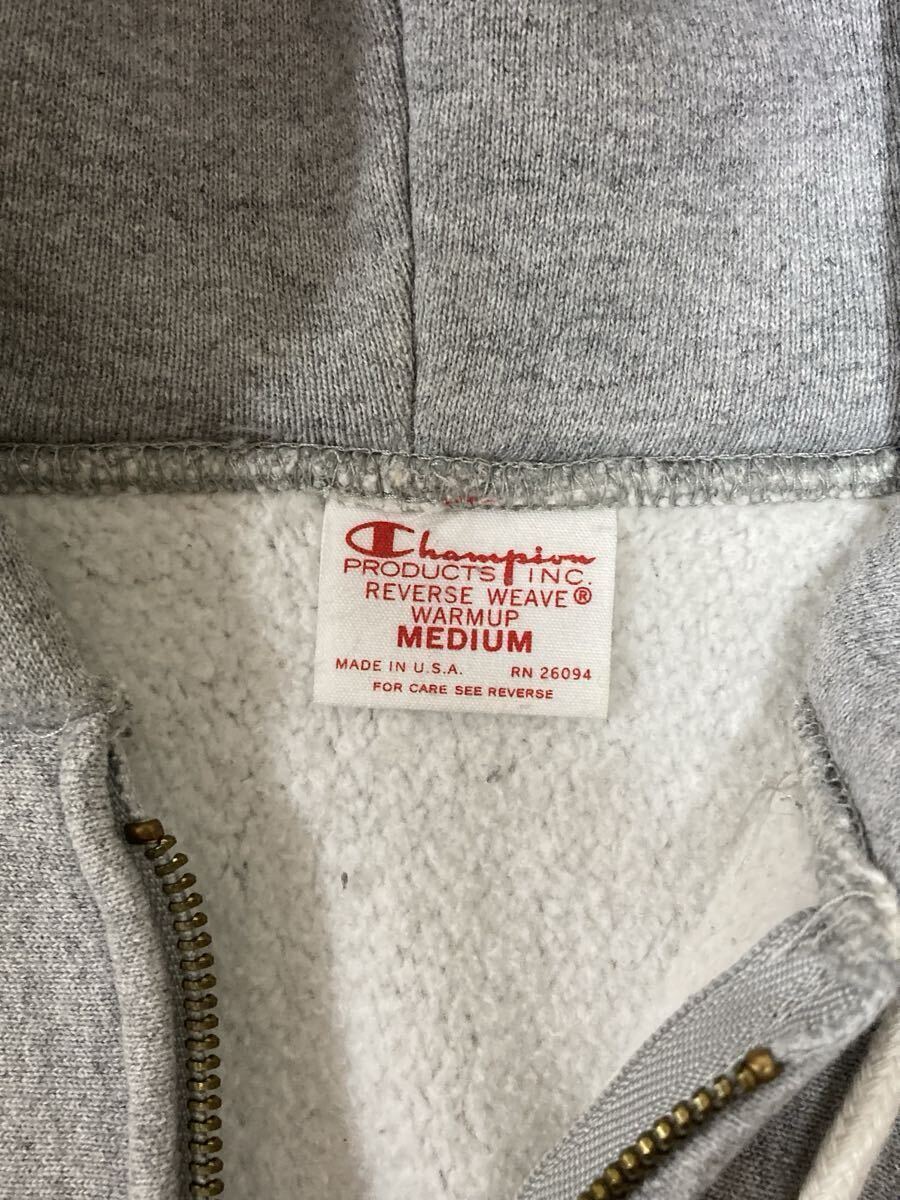 Champion
PRODUCTS INC.
REVERSE WEAVE®
WARMUP
MEDIUM
MADE IN U.S.A. RN 26094
FOR CARE SEE REVERSE